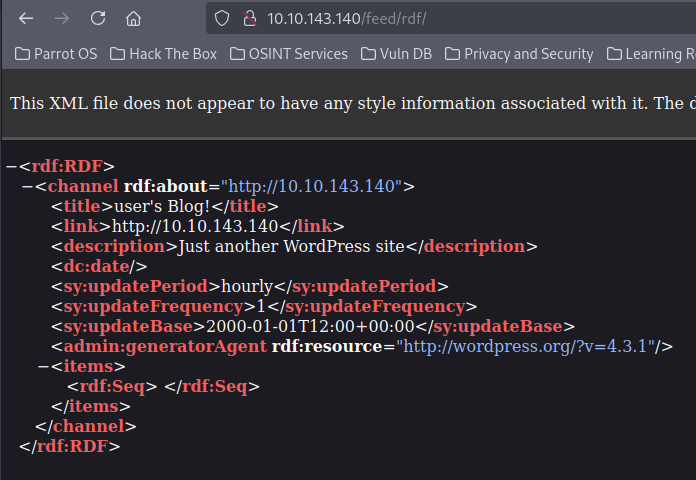 10.10.143.140/feed/rdf/
Parrot OS Hack The Box OSINT Services Vuln DB Privacy and Security Learning R
This XML file does not appear to have any style information associated with it. The d
−<rdf:RDF>
−<channel rdf:about="http://10.10.143.140">
<title>user's Blog!</title>
<link>http://10.10.143.140</link>
<description>Just another WordPress site</description>
<dc:date/>
<sy:updatePeriod>hourly</sy:updatePeriod>
<sy:updateFrequency>1</sy:updateFrequency>
<sy:updateBase>2000-01-01T12:00+00:00</sy:updateBase>
<admin:generatorAgent rdf:resource="http://wordpress.org/?v=4.3.1"/>
−<items>
<rdf:Seq> </rdf:Seq>
</items>
</channel>
</rdf:RDF>